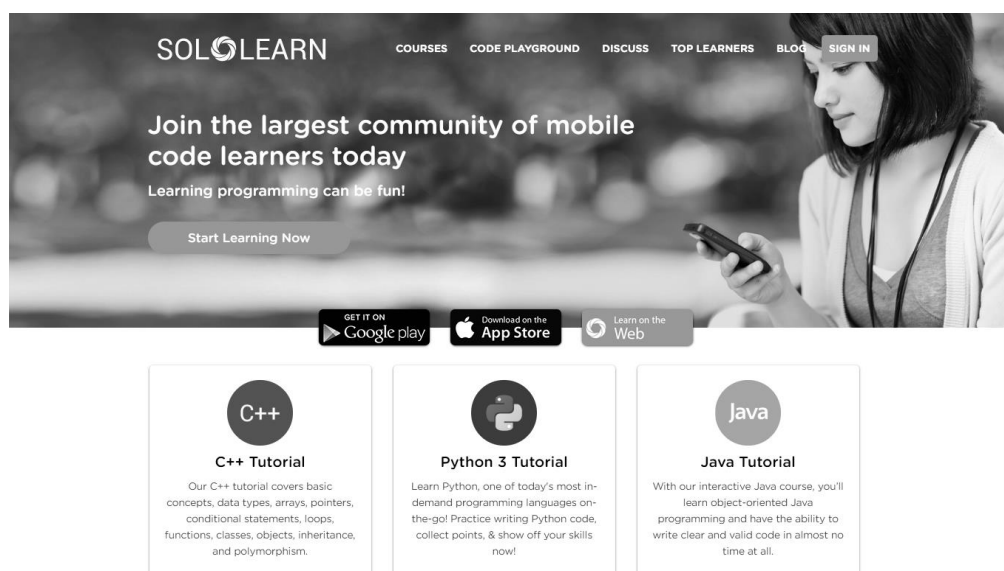 SOLOLEARN
COURSES CODE PLAYGROUND DISCUSS TOP LEARNERS BLOG SIGN IN
Join the largest community of mobile
code learners today
Learning programming can be fun!
Start Learning Now
GET IT ON
Google play
Download on the
App Store
Learn on the
Web
C++
C++ Tutorial
Our C++ tutorial covers basic
concepts, data types, arrays, pointers,
conditional statements, loops,
functions, classes, objects, inheritance,
and polymorphism.
Python 3 Tutorial
Learn Python, one of today's most in-
demand programming languages on-
the-go! Practice writing Python code,
collect points, & show off your skills
now!
Java
Java Tutorial
With our interactive Java course, you'll
learn object-oriented Java
programming and have the ability to
write clear and valid code in almost no
time at all.